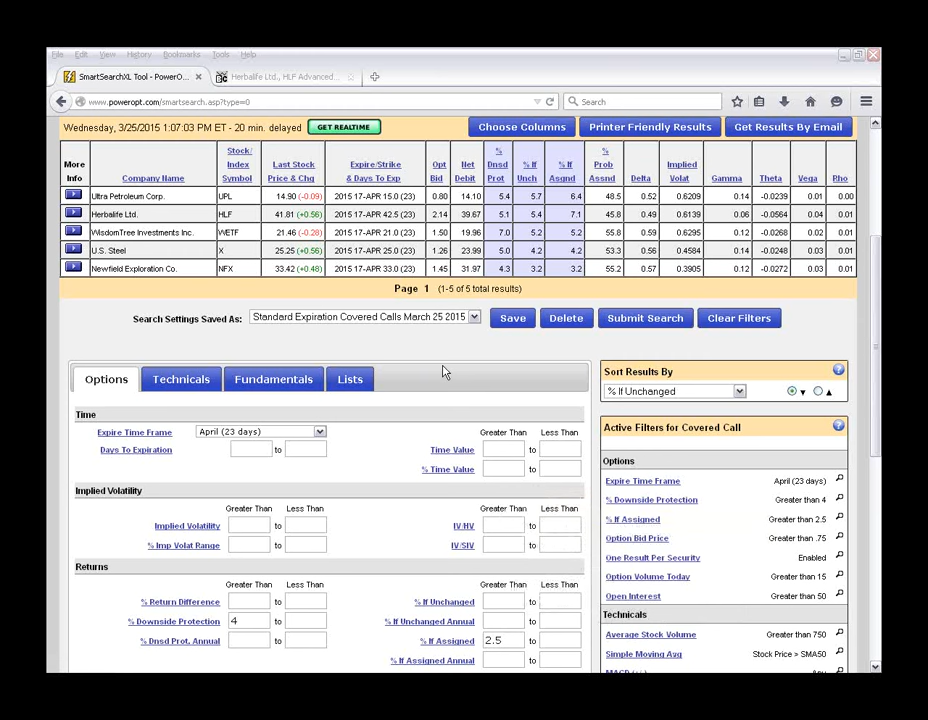 File Edit View History Bookmarks Tools Help
SmartSearchXL Tool - PowerO... × Herbalife Ltd., HLF Advanced...
www.poweropt.com/smartsearch.asp?type=0 Search
Wednesday, 3/25/2015 1:07:03 PM ET - 20 min. delayed GET REALTIME Choose Columns Printer Friendly Results Get Results By Email
More Info Company Name Stock/ Index Symbol Last Stock Price & Chg Expire/Strike & Days To Exp Opt Bid Net Debit % Dnsd Prot % If Unch % If Asgnd % Prob Assnd Delta Implied Volat Gamma Theta Vega Rho
Ultra Petroleum Corp. UPL 14.90 (-0.09) 2015 17-APR 15.0 (23) 0.80 14.10 5.4 5.7 6.4 48.5 0.52 0.6209 0.14 -0.0240 0.01 0.00
Herbalife Ltd. HLF 41.81 (+0.56) 2015 17-APR 42.5 (23) 2.14 39.67 5.1 5.4 7.1 45.8 0.49 0.6139 0.06 -0.0564 0.04 0.01
WisdomTree Investments Inc. WETF 21.46 (-0.28) 2015 17-APR 21.0 (23) 1.50 19.96 7.0 5.2 5.2 55.8 0.59 0.6295 0.12 -0.0268 0.02 0.01
U.S. Steel X 25.25 (+0.56) 2015 17-APR 25.0 (23) 1.26 23.99 5.0 4.2 4.2 53.3 0.56 0.4584 0.14 -0.0248 0.03 0.01
Newfield Exploration Co. NFX 33.42 (+0.48) 2015 17-APR 33.0 (23) 1.45 31.97 4.3 3.2 3.2 55.2 0.57 0.3905 0.12 -0.0272 0.03 0.01
Page 1 (1-5 of 5 total results)
Search Settings Saved As: Standard Expiration Covered Calls March 25 2015 Save Delete Submit Search Clear Filters
Options Technicals Fundamentals Lists
Time
Expire Time Frame April (23 days) Greater Than Less Than
Days To Expiration to Time Value to
% Time Value to
Implied Volatility
Greater Than Less Than Greater Than Less Than
Implied Volatility to IV/HV to
% Imp Volat Range to IV/SIV to
Returns
Greater Than Less Than Greater Than Less Than
% Return Difference to % If Unchanged to
% Downside Protection 4 to % If Unchanged Annual to
% Dnsd Prot. Annual to % If Assigned 2.5 to
% If Assigned Annual to
Sort Results By ?
% If Unchanged ▼ ▲
Active Filters for Covered Call ?
Options
Expire Time Frame April (23 days)
% Downside Protection Greater than 4
% If Assigned Greater than 2.5
Option Bid Price Greater than .75
One Result Per Security Enabled
Option Volume Today Greater than 15
Open Interest Greater than 50
Technicals
Average Stock Volume Greater than 750
Simple Moving Avg Stock Price > SMA50